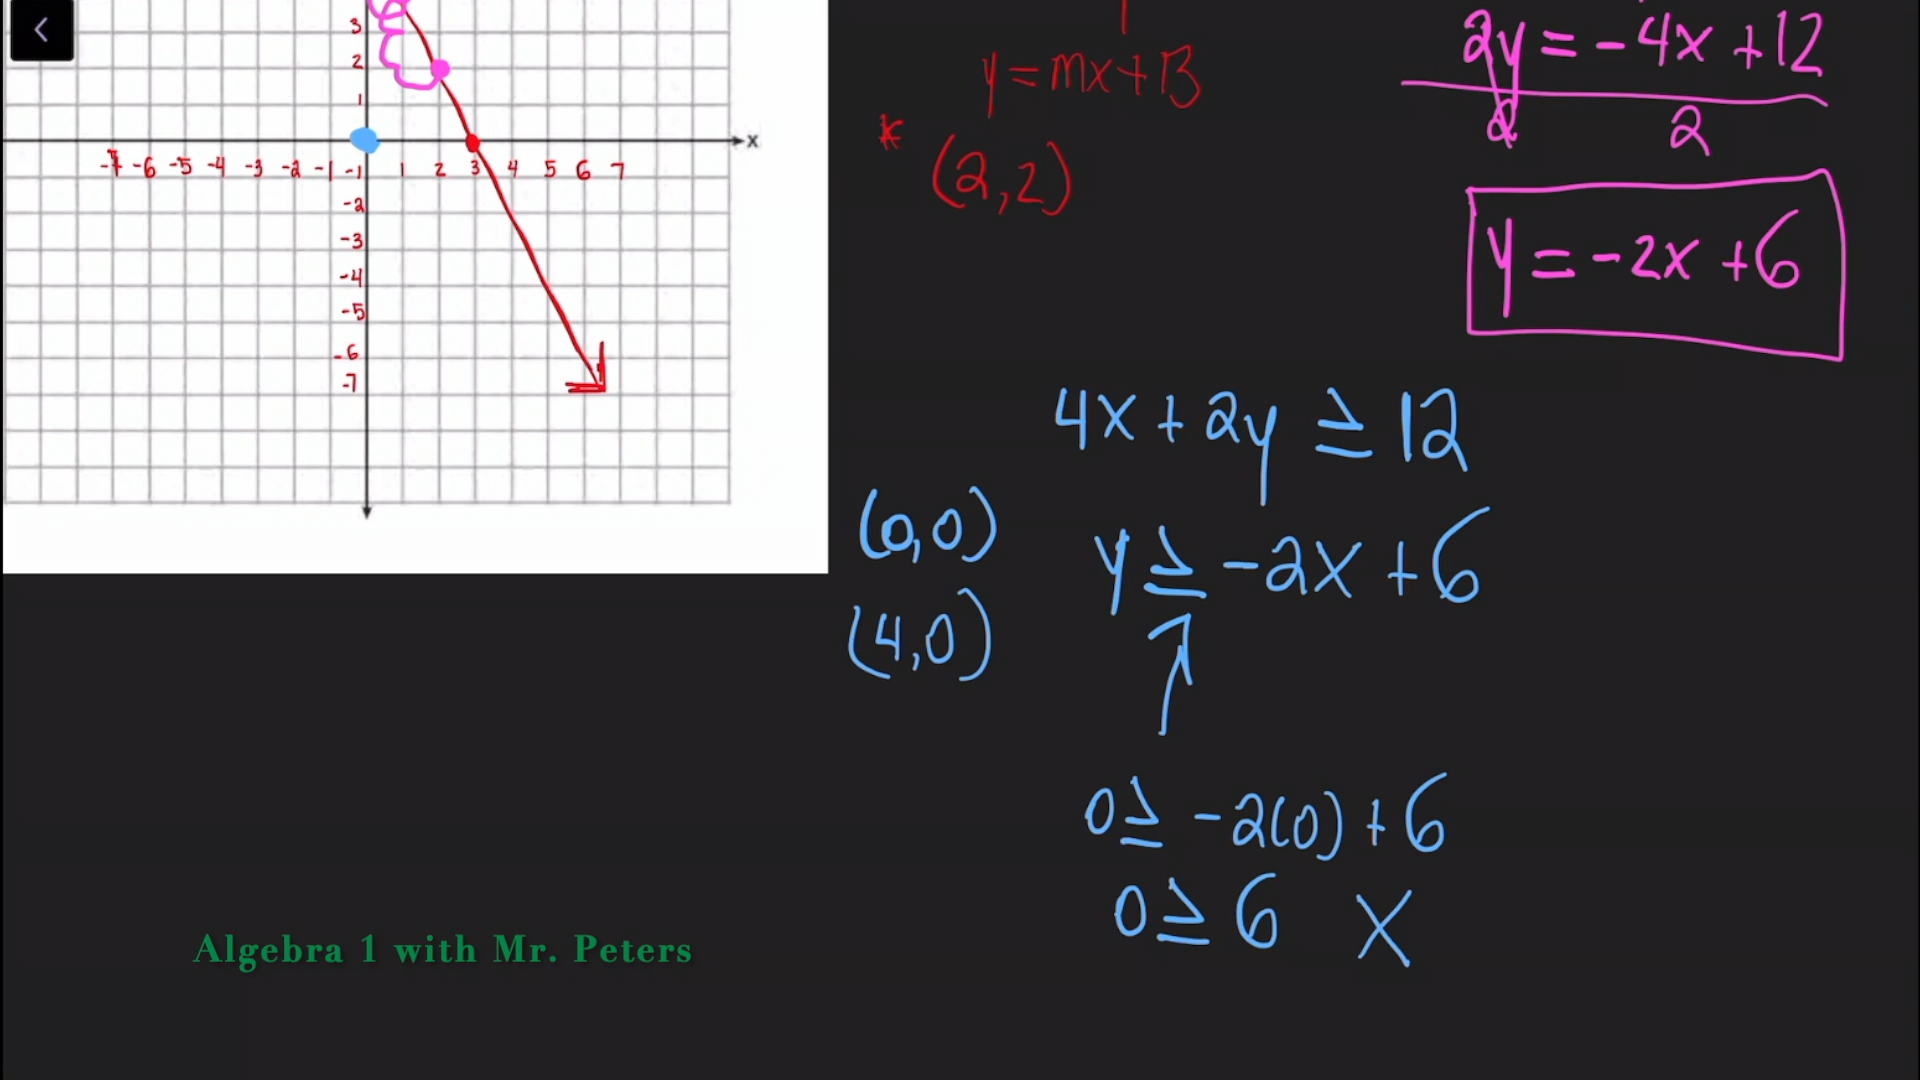 3
2
1
x
-7 -6 -5 -4 -3 -2 -1 -1 1 2 3 4 5 6 7
-2
-3
-4
-5
-6
-7
y = mx + B
* (2,2)
2y = -4x + 12
2 2
y = -2x + 6
4x + 2y ≥ 12
(0,0)
y ≥ -2x + 6
(4,0)
0 ≥ -2(0) + 6
0 ≥ 6 X
Algebra 1 with Mr. Peters